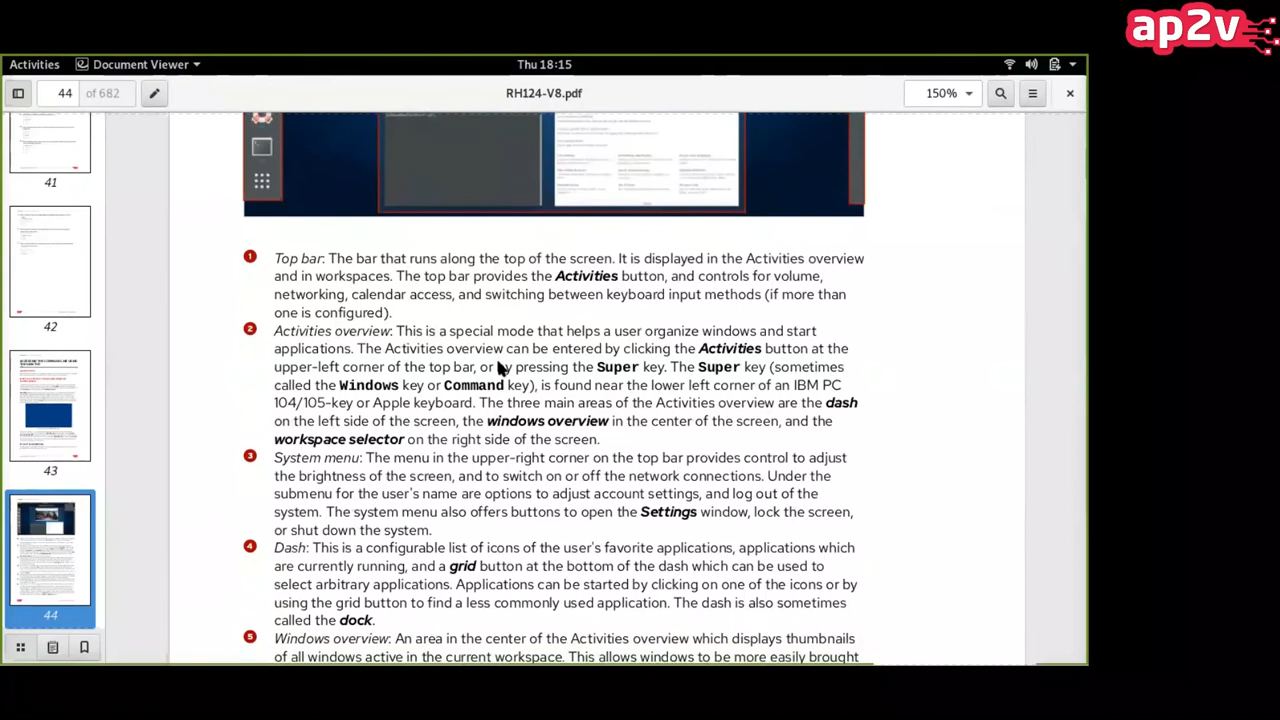 ap2v
Activities Document Viewer Thu 18:15
44 of 682 RH124-V8.pdf 150%
41
42
43
44
1 Top bar: The bar that runs along the top of the screen. It is displayed in the Activities overview
and in workspaces. The top bar provides the Activities button, and controls for volume,
networking, calendar access, and switching between keyboard input methods (if more than
one is configured).
2 Activities overview: This is a special mode that helps a user organize windows and start
applications. The Activities overview can be entered by clicking the Activities button at the
upper-left corner of the top bar, or by pressing the Super key. The Super key (sometimes
called the Windows key or Command key), is found near the lower left corner of an IBM PC
104/105-key or Apple keyboard. The three main areas of the Activities overview are the dash
on the left side of the screen, the windows overview in the center of the screen, and the
workspace selector on the right side of the screen.
3 System menu: The menu in the upper-right corner on the top bar provides control to adjust
the brightness of the screen, and to switch on or off the network connections. Under the
submenu for the user's name are options to adjust account settings, and log out of the
system. The system menu also offers buttons to open the Settings window, lock the screen,
or shut down the system.
4 Dash: This is a configurable list of icons of the user's favorite applications, applications which
are currently running, and a grid button at the bottom of the dash which can be used to
select arbitrary applications. Applications can be started by clicking on one of the icons or by
using the grid button to find a less commonly used application. The dash is also sometimes
called the dock.
5 Windows overview: An area in the center of the Activities overview which displays thumbnails
of all windows active in the current workspace. This allows windows to be more easily brought